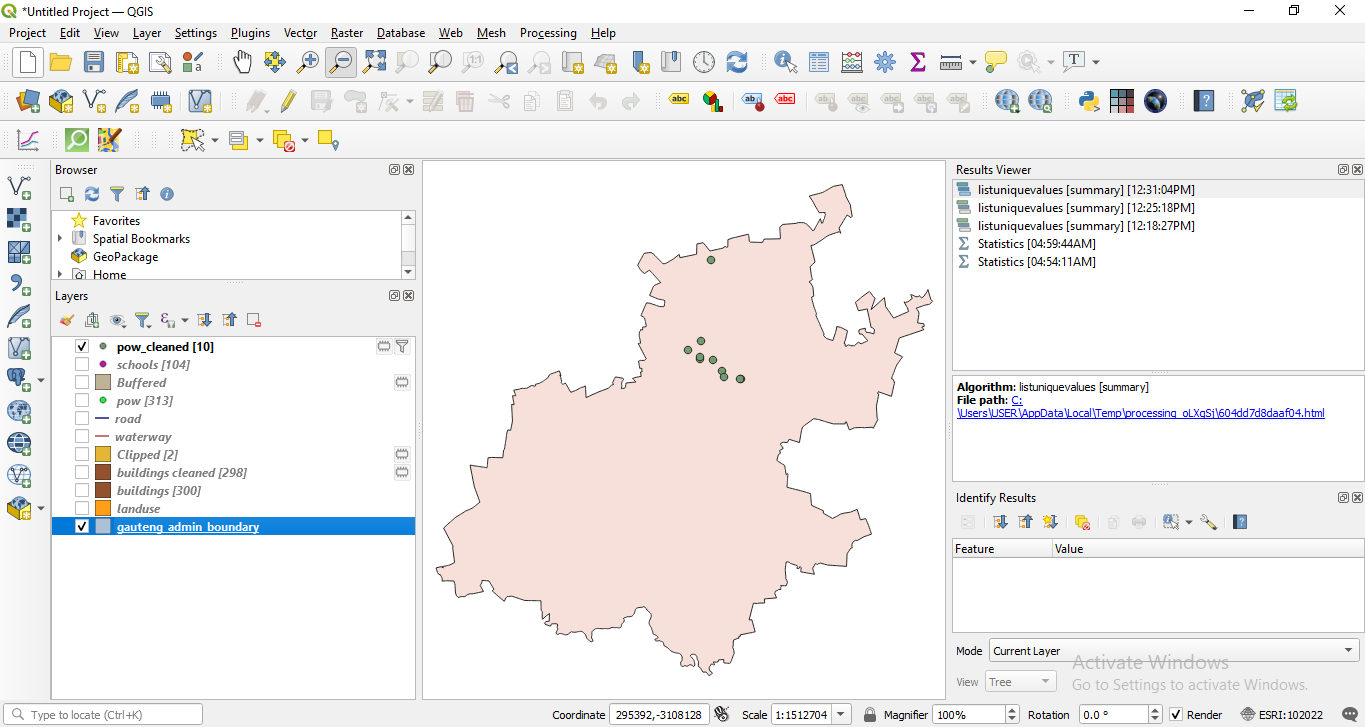 *Untitled Project — QGIS
Project Edit View Layer Settings Plugins Vector Raster Database Web Mesh Processing Help
Browser
Favorites
Spatial Bookmarks
GeoPackage
Home
Layers
pow_cleaned [10]
schools [104]
Buffered
pow [313]
road
waterway
Clipped [2]
buildings cleaned [298]
buildings [300]
landuse
gauteng_admin_boundary
Results Viewer
listuniquevalues [summary] [12:31:04PM]
listuniquevalues [summary] [12:25:18PM]
listuniquevalues [summary] [12:18:27PM]
Statistics [04:59:44AM]
Statistics [04:54:11AM]
Algorithm: listuniquevalues [summary]
File path: C:
\Users\USER\AppData\Local\Temp\processing_oLXqSj\604dd7d8daaf04.html
Identify Results
Feature Value
Mode Current Layer
View Tree
Activate Windows
Go to Settings to activate Windows.
Type to locate (Ctrl+K) Coordinate 295392,-3108128 Scale 1:1512704 Magnifier 100% Rotation 0.0 ° Render ESRI:102022